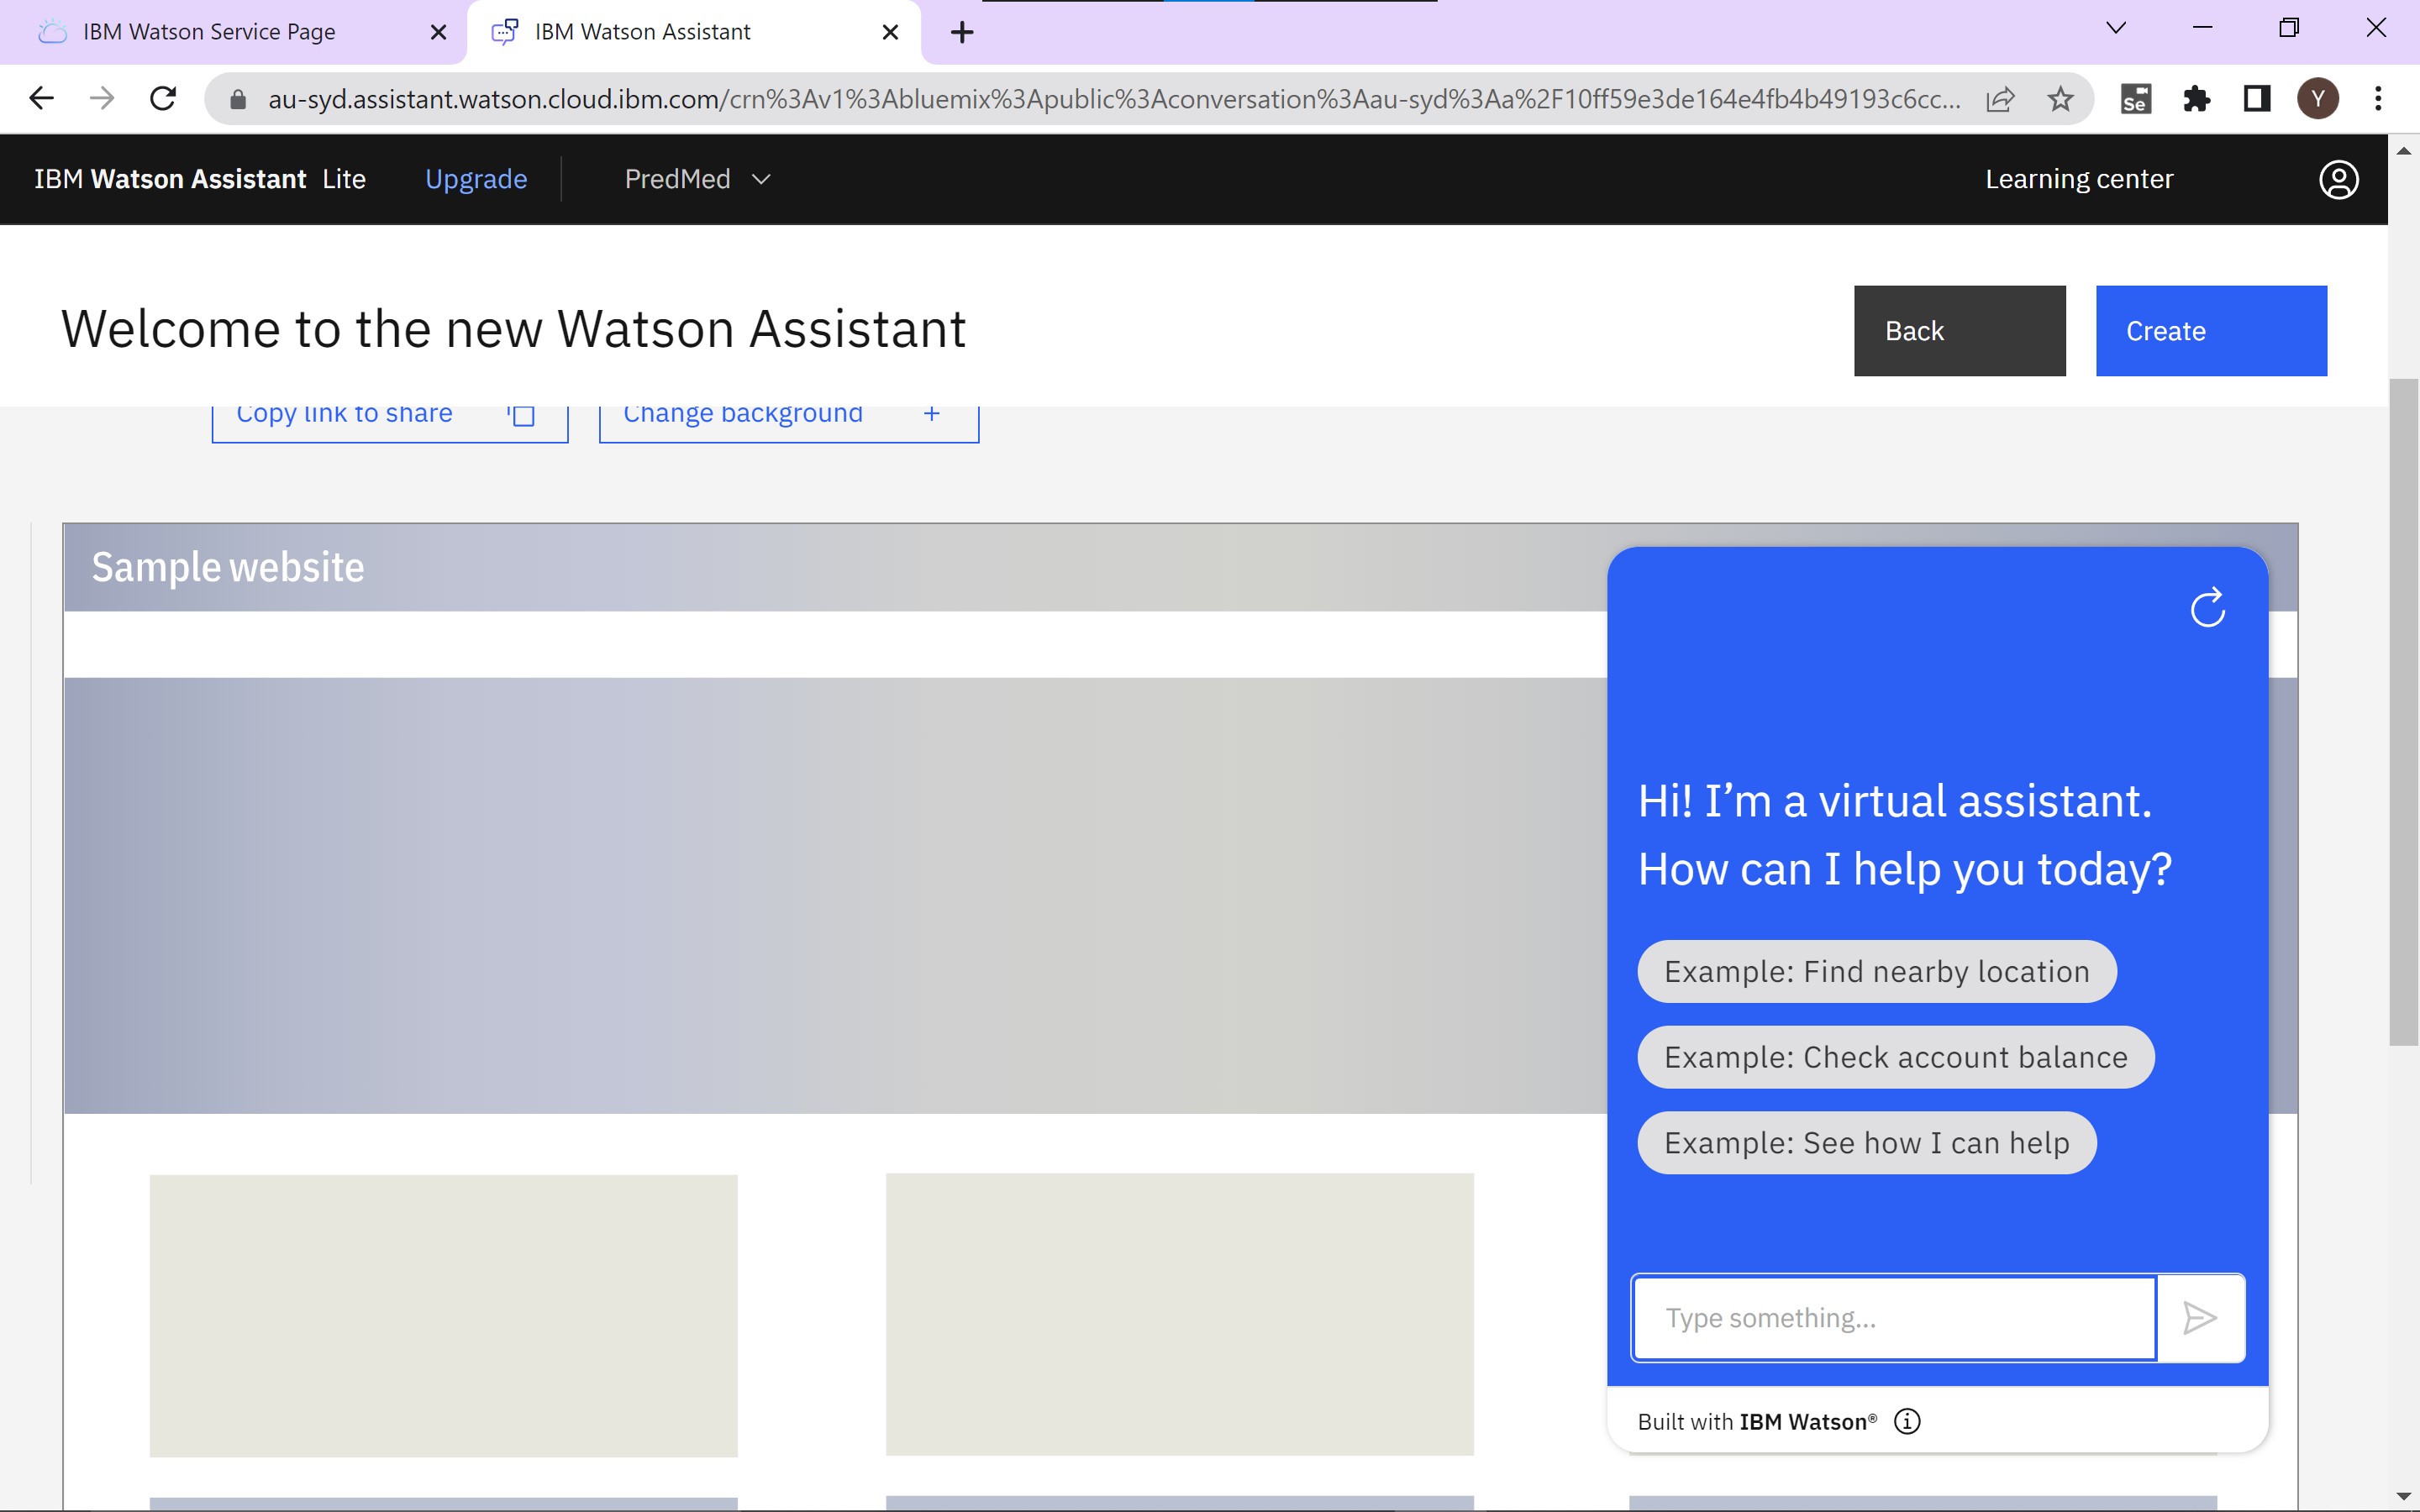 IBM Watson Service Page
IBM Watson Assistant
au-syd.assistant.watson.cloud.ibm.com/crn%3Av1%3Abluemix%3Apublic%3Aconversation%3Aau-syd%3Aa%2F10ff59e3de164e4fb4b49193c6cc...
Se
Y
IBM Watson Assistant Lite
Upgrade
PredMed
Learning center
Welcome to the new Watson Assistant
Back
Create
Copy link to share
Change background
Sample website
Hi! I’m a virtual assistant.
How can I help you today?
Example: Find nearby location
Example: Check account balance
Example: See how I can help
Type something...
Built with IBM Watson®